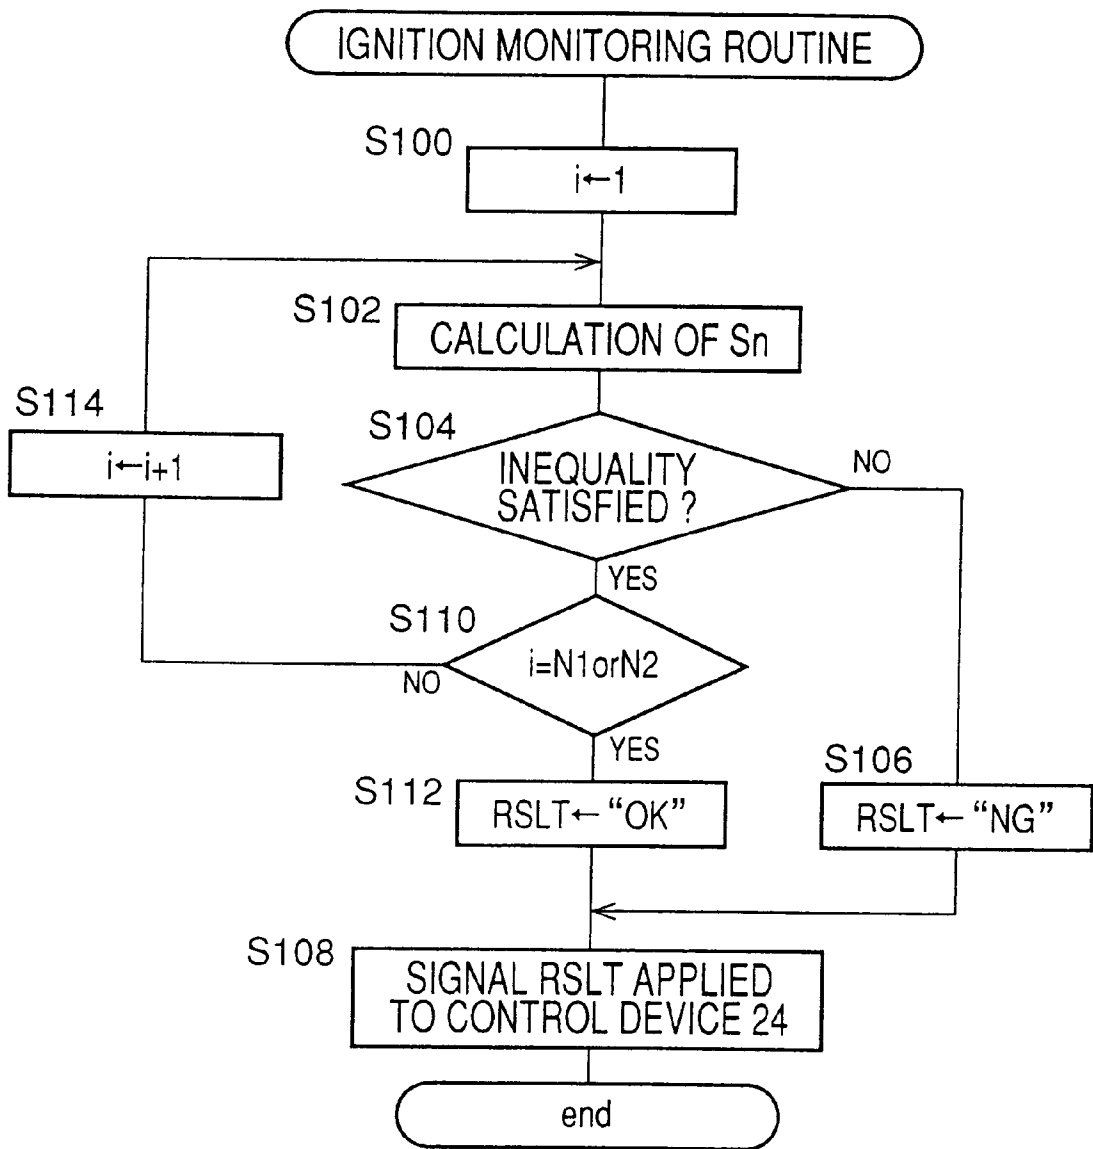 IGNITION MONITORING ROUTINE
S100
i←1
S102
CALCULATION OF Sn
S114
i←i+1
S104
INEQUALITY
SATISFIED ?
NO
YES
S110
i=N1orN2
NO
YES
S112
RSLT← “OK”
S106
RSLT← “NG”
S108
SIGNAL RSLT APPLIED
TO CONTROL DEVICE 24
end